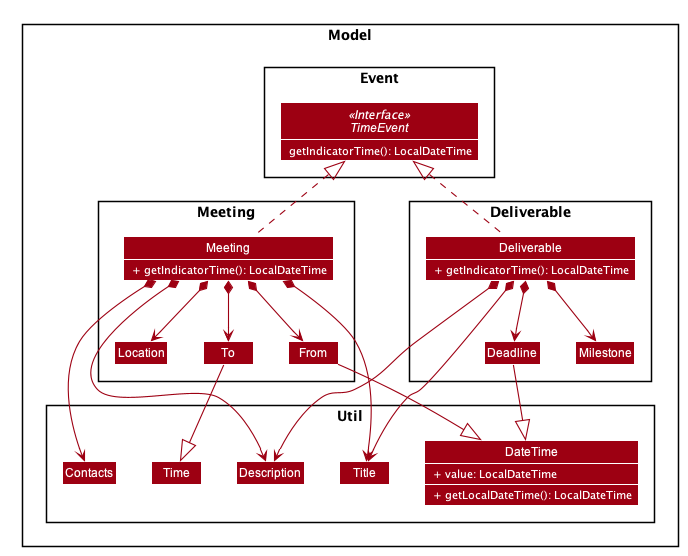 Model
Event
«Interface»
TimeEvent
getIndicatorTime(): LocalDateTime
Meeting
Deliverable
Meeting
+ getIndicatorTime(): LocalDateTime
Deliverable
+ getIndicatorTime(): LocalDateTime
Location
To
From
Deadline
Milestone
Util
Contacts
Time
Description
Title
DateTime
+ value: LocalDateTime
+ getLocalDateTime(): LocalDateTime